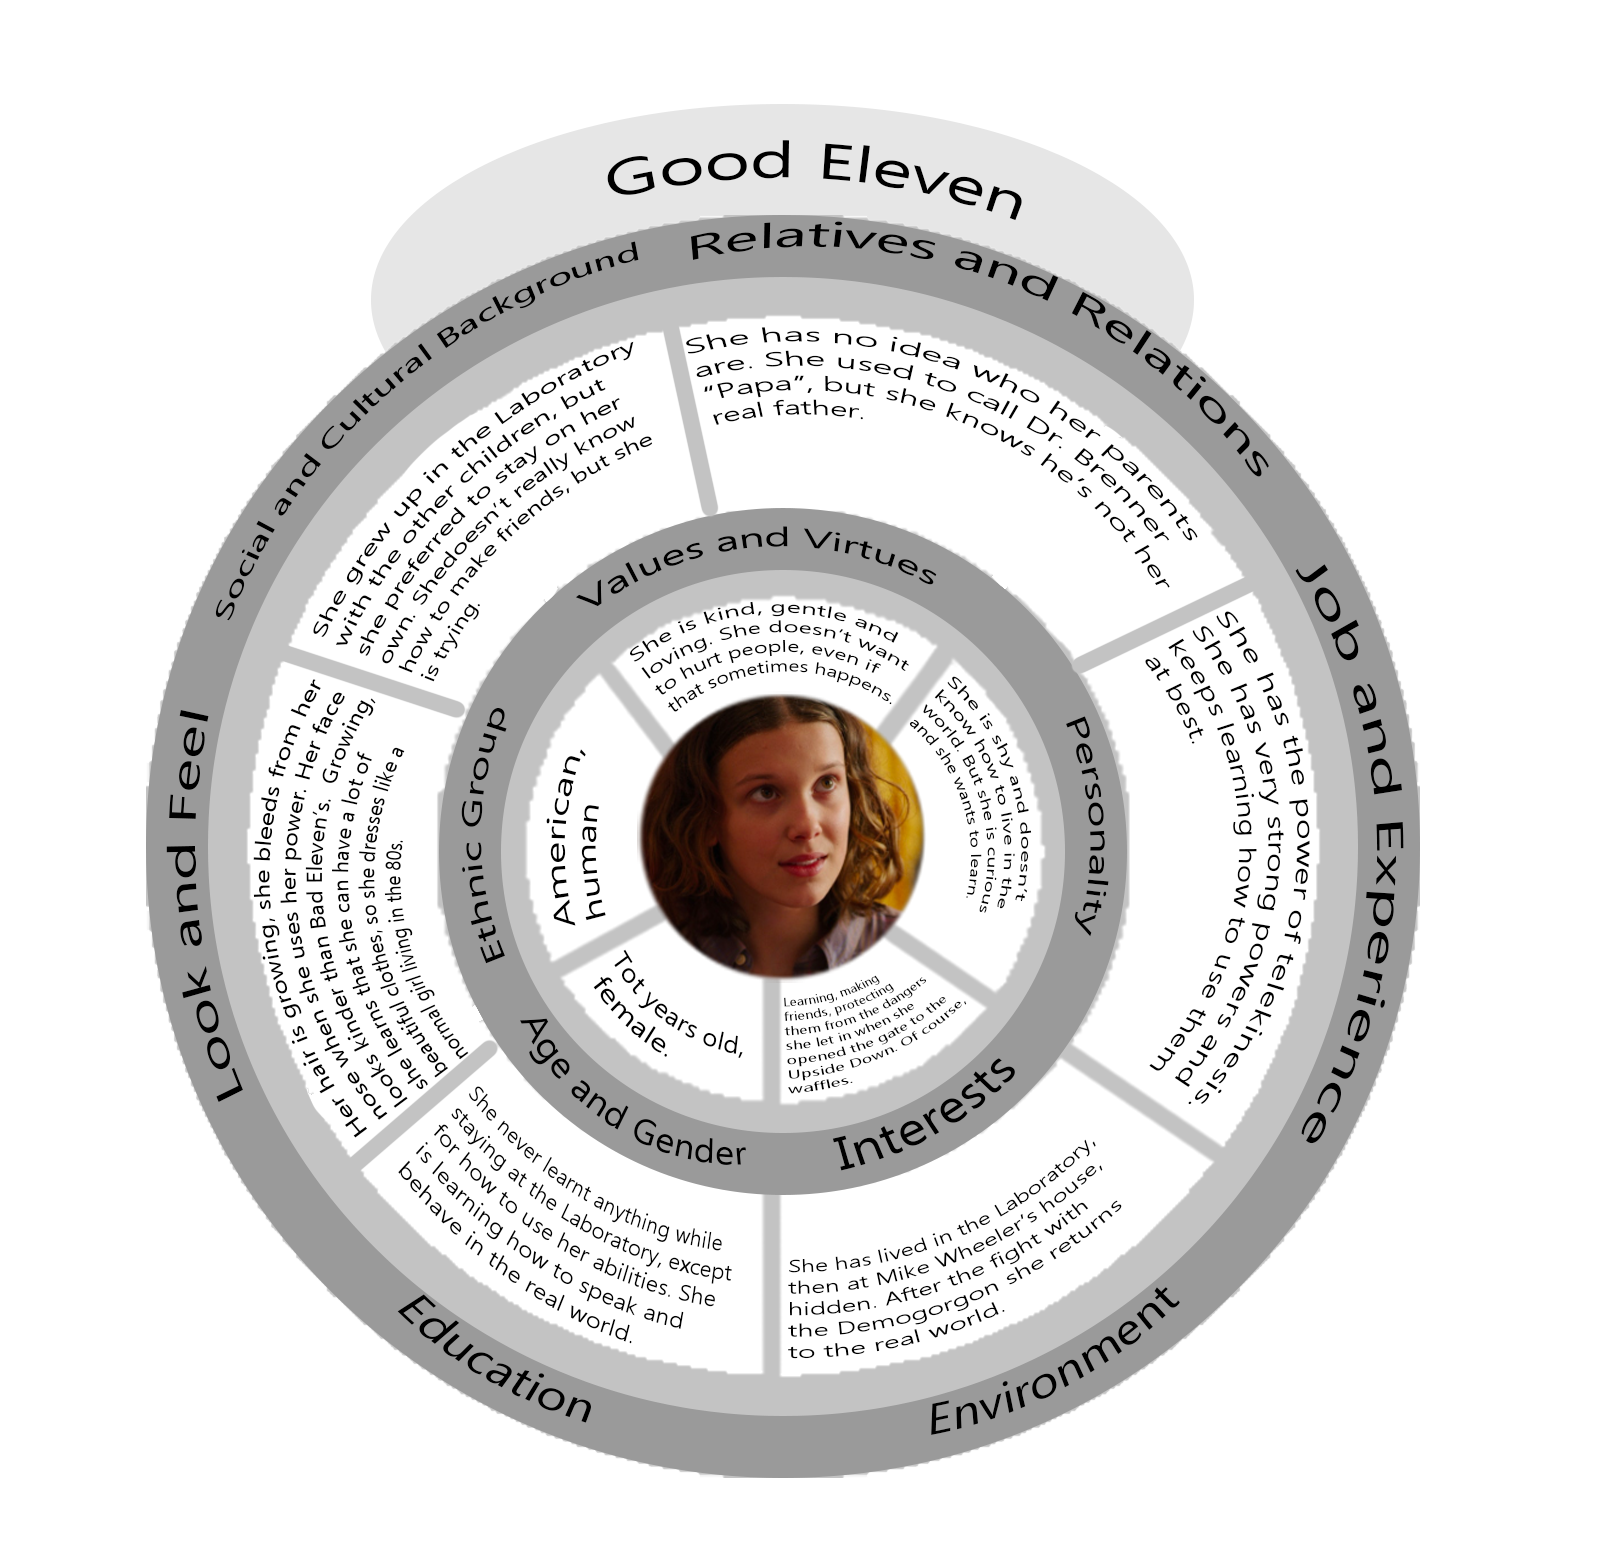 Good Eleven
Relatives and Relations
She has no idea who her parents
are. She used to call Dr. Brenner
“Papa”, but she knows he’s not her
real father.
Job and Experience
She has the power of telekinesis.
She has very strong powers and
keeps learning how to use them
at best.
Environment
She has lived in the Laboratory,
then at Mike Wheeler’s house,
hidden. After the fight with
the Demogorgon she returns
to the real world.
Education
She never learnt anything while
staying at the Laboratory, except
for how to use her abilities. She
is learning how to speak and
behave in the real world.
Look and Feel
Her hair is growing, she bleeds from her
nose when she uses her power. Her face
looks kinder than Bad Eleven’s. Growing,
she learns that she can have a lot of
beautiful clothes, so she dresses like a
normal girl living in the 80s.
Social and Cultural Background
She grew up in the Laboratory
with the other children, but
she preferred to stay on her
own. Shedoesn’t really know
how to make friends, but she
is trying.
Values and Virtues
She is kind, gentle and
loving. She doesn’t want
to hurt people, even if
that sometimes happens.
Personality
She is shy and doesn’t
know how to live in the
world. But she is curious
and she wants to learn.
Interests
Learning, making
friends, protecting
them from the dangers
she let in when she
opened the gate to the
Upside Down. Of course,
waffles.
Age and Gender
Tot years old,
female.
Ethnic Group
American,
human